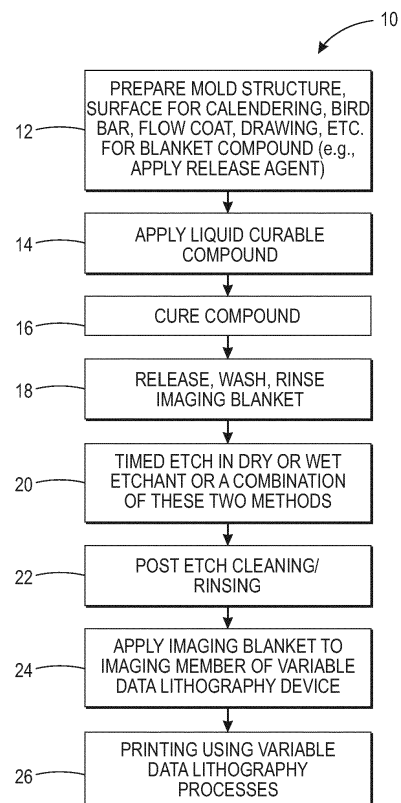 10
12
PREPARE MOLD STRUCTURE,
SURFACE FOR CALENDERING, BIRD
BAR, FLOW COAT, DRAWING, ETC.
FOR BLANKET COMPOUND (e.g.,
APPLY RELEASE AGENT)
14
APPLY LIQUID CURABLE
COMPOUND
16
CURE COMPOUND
18
RELEASE, WASH, RINSE
IMAGING BLANKET
20
TIMED ETCH IN DRY OR WET
ETCHANT OR A COMBINATION
OF THESE TWO METHODS
22
POST ETCH CLEANING/
RINSING
24
APPLY IMAGING BLANKET TO
IMAGING MEMBER OF VARIABLE
DATA LITHOGRAPHY DEVICE
26
PRINTING USING VARIABLE
DATA LITHOGRAPHY
PROCESSES